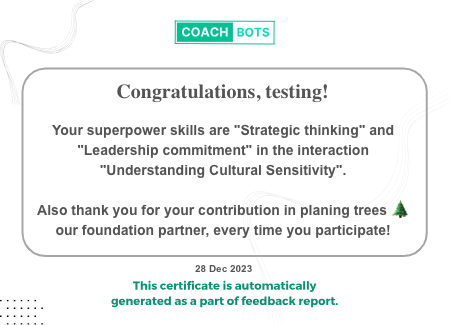 COACH BOTS
Congratulations, testing!
Your superpower skills are "Strategic thinking" and
"Leadership commitment" in the interaction
"Understanding Cultural Sensitivity".
Also thank you for your contribution in planing trees 🌲
our foundation partner, every time you participate!
28 Dec 2023
This certificate is automatically
generated as a part of feedback report.